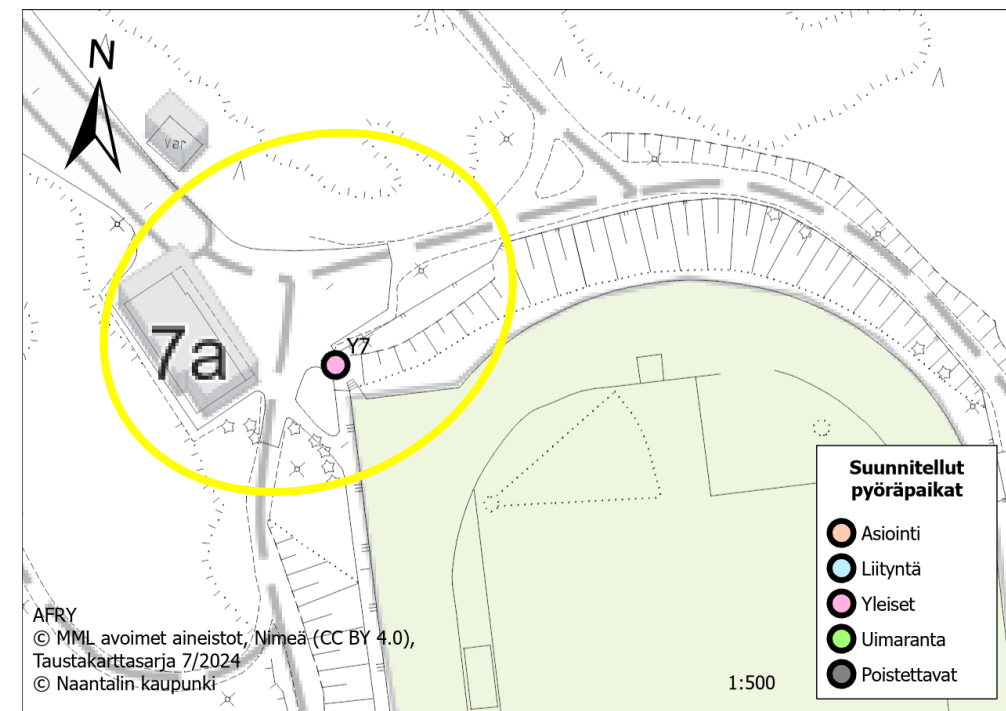 N
var
7a
Y7
Suunnitellut
pyöräpaikat
Asiointi
Liityntä
Yleiset
Uimaranta
Poistettavat
AFRY
© MML avoimet aineistot, Nimeä (CC BY 4.0),
Taustakarttasarja 7/2024
© Naantalin kaupunki
1:500